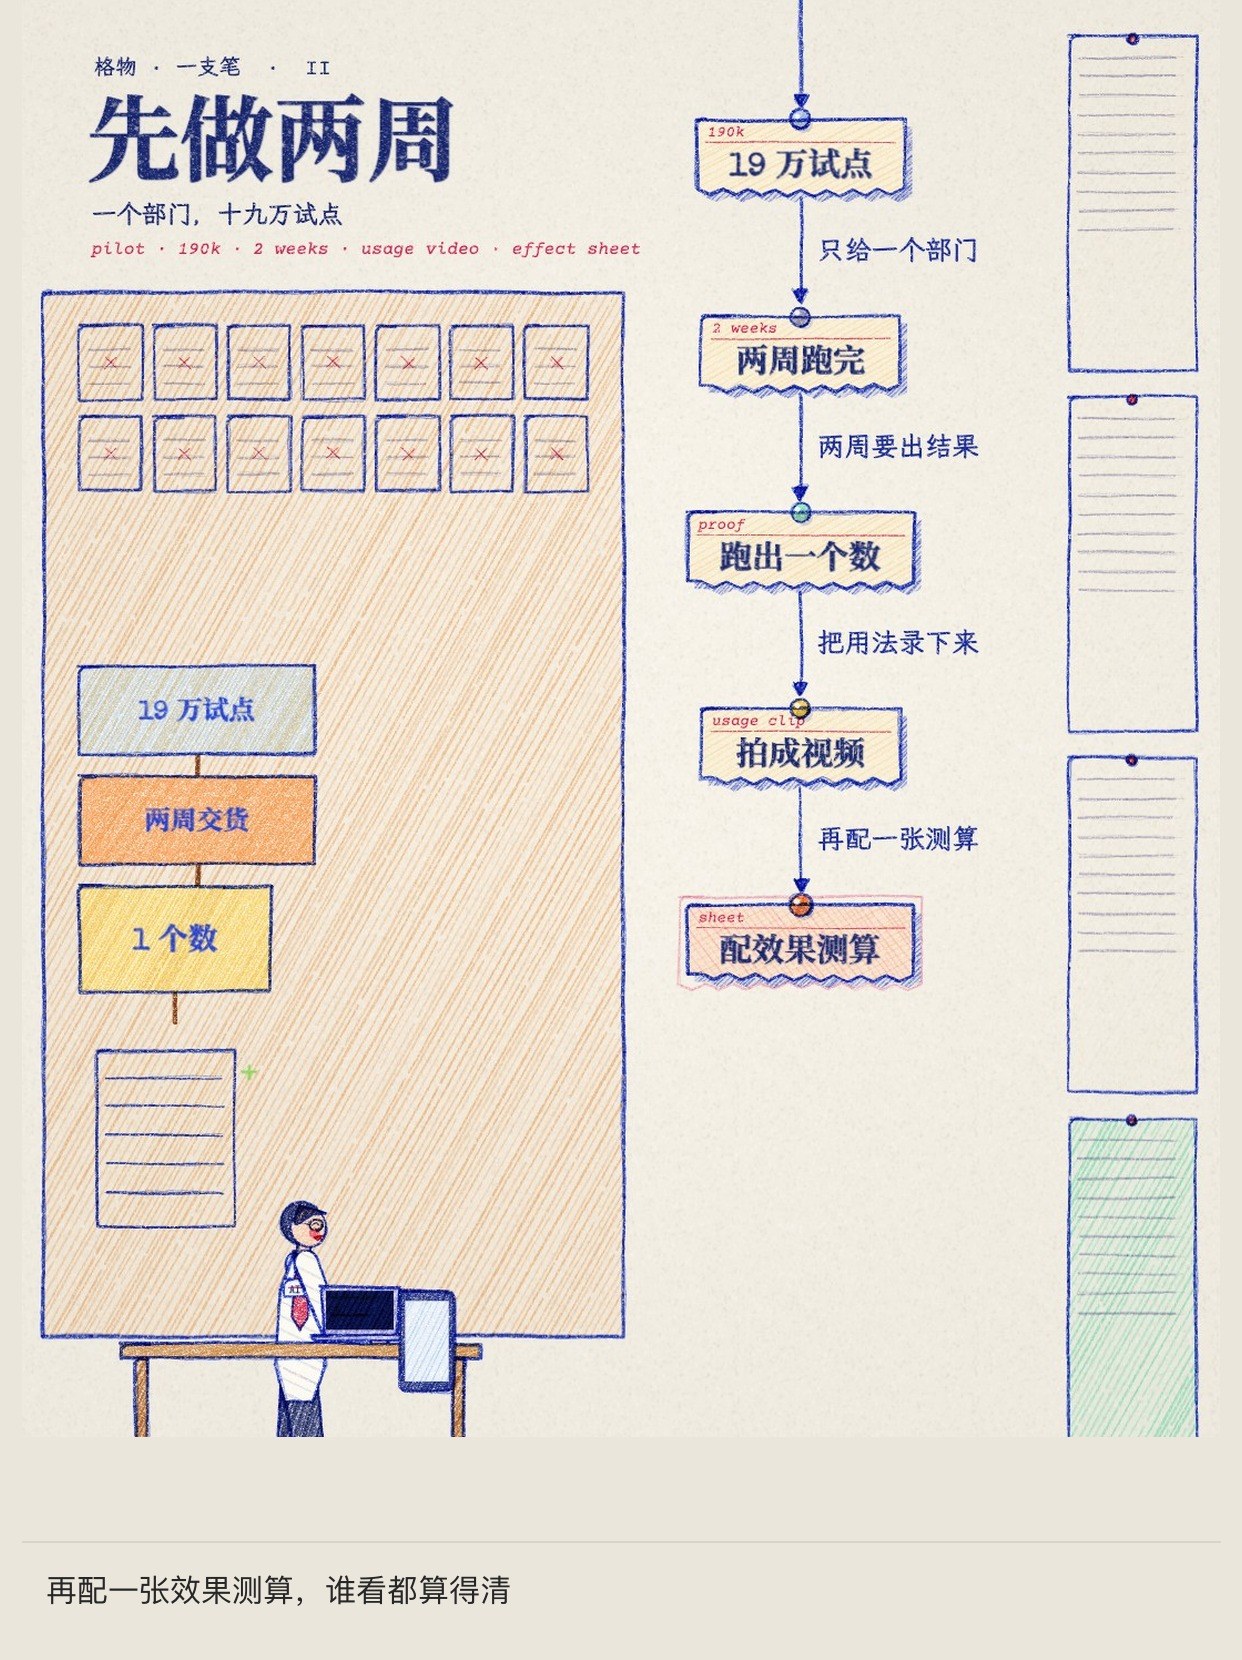 格物 · 一支笔 · II
先做两周
一个部门, 十九万试点
pilot · 190k · 2 weeks · usage video · effect sheet
19 万试点
两周交货
1 个数
190k
19 万试点
只给一个部门
2 weeks
两周跑完
两周要出结果
proof
跑出一个数
把用法录下来
usage clip
拍成视频
再配一张测算
sheet
配效果测算
再配一张效果测算，谁看都算得清